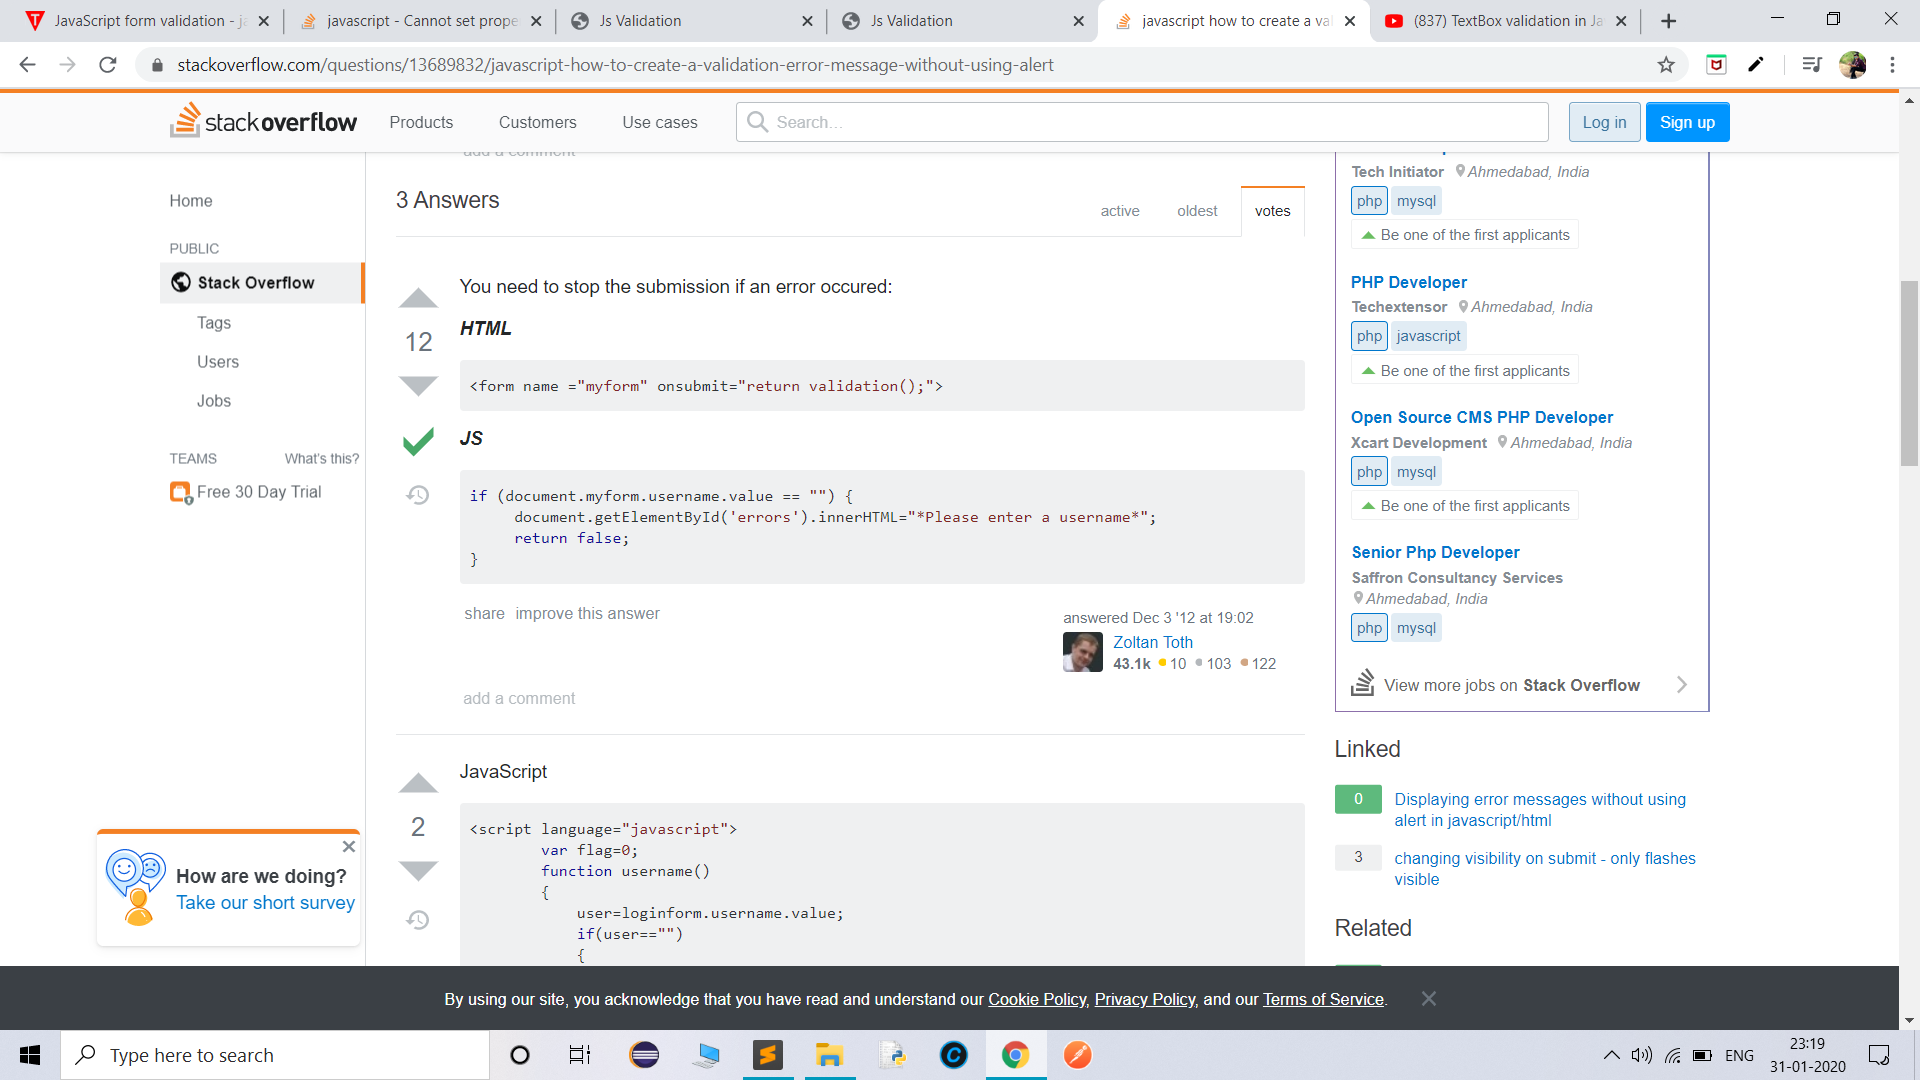 JavaScript form validation - ja
javascript - Cannot set prope
Js Validation
Js Validation
javascript how to create a val
(837) TextBox validation in Ja
stackoverflow.com/questions/13689832/javascript-how-to-create-a-validation-error-message-without-using-alert
stackoverflow
Products
Customers
Use cases
Search...
Log in
Sign up
add a comment
Home
PUBLIC
Stack Overflow
Tags
Users
Jobs
TEAMS
What's this?
Free 30 Day Trial
3 Answers
active
oldest
votes
12
You need to stop the submission if an error occured:
HTML
<form name ="myform" onsubmit="return validation();">
JS
if (document.myform.username.value == "") {
document.getElementById('errors').innerHTML="*Please enter a username*";
return false;
}
share improve this answer
answered Dec 3 '12 at 19:02
Zoltan Toth
43.1k 10 103 122
add a comment
2
JavaScript
<script language="javascript">
var flag=0;
function username()
{
user=loginform.username.value;
if(user=="")
{
Tech Initiator Ahmedabad, India
php mysql
Be one of the first applicants
PHP Developer
Techextensor Ahmedabad, India
php javascript
Be one of the first applicants
Open Source CMS PHP Developer
Xcart Development Ahmedabad, India
php mysql
Be one of the first applicants
Senior Php Developer
Saffron Consultancy Services
Ahmedabad, India
php mysql
View more jobs on Stack Overflow
Linked
0 Displaying error messages without using
alert in javascript/html
3 changing visibility on submit - only flashes
visible
Related
How are we doing?
Take our short survey
By using our site, you acknowledge that you have read and understand our Cookie Policy, Privacy Policy, and our Terms of Service.
Type here to search
ENG
23:19
31-01-2020